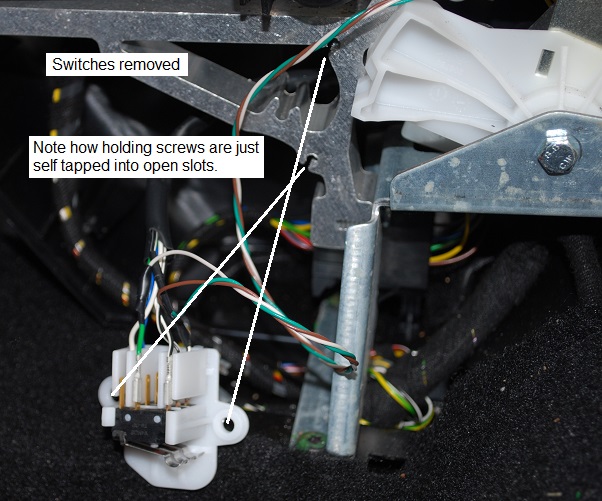 Switches removed
Note how holding screws are just
self tapped into open slots.